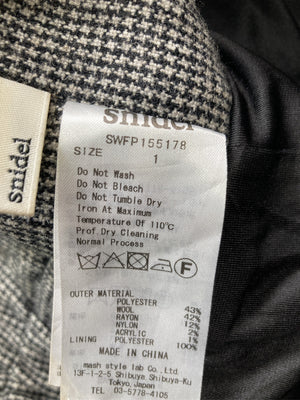 snidel
snidel
SWFP155178
SIZE 1
Do Not Wash
Do Not Bleach
Do Not Tumble Dry
Iron At Maximum
Temperature Of 110°C
Prof.Dry Cleaning
Normal Process
F
OUTER MATERIAL
POLYESTER 43%
WOOL 42%
RAYON 12%
NYLON 2%
ACRYLIC 1%
LINING POLYESTER 100%
MADE IN CHINA
mash style lab Co.,Ltd.
13F-1-2-5 Shibuya Shibuya-Ku
Tokyo,Japan
TEL 03-5778-4105